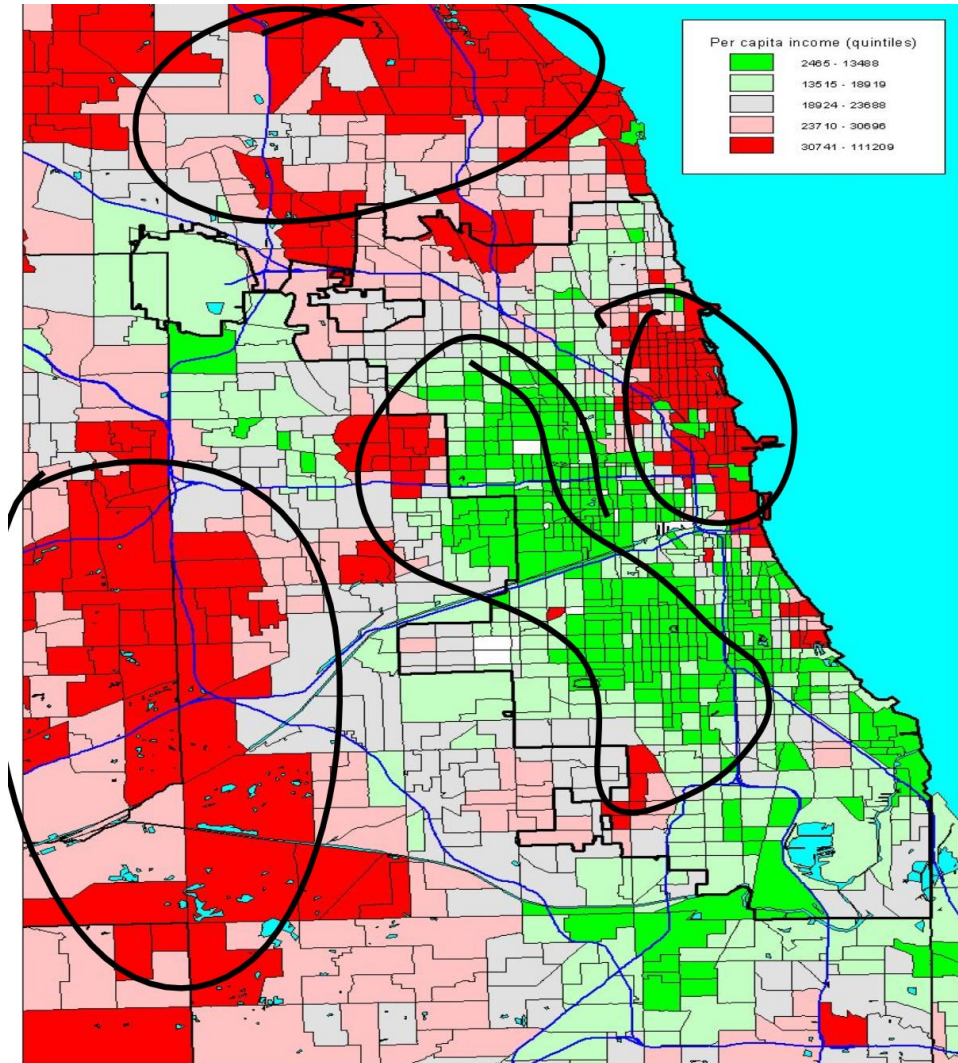 Per capita income (quintiles)
2465 - 13488
13515 - 18919
18924 - 23688
23710 - 30696
30741 - 111209